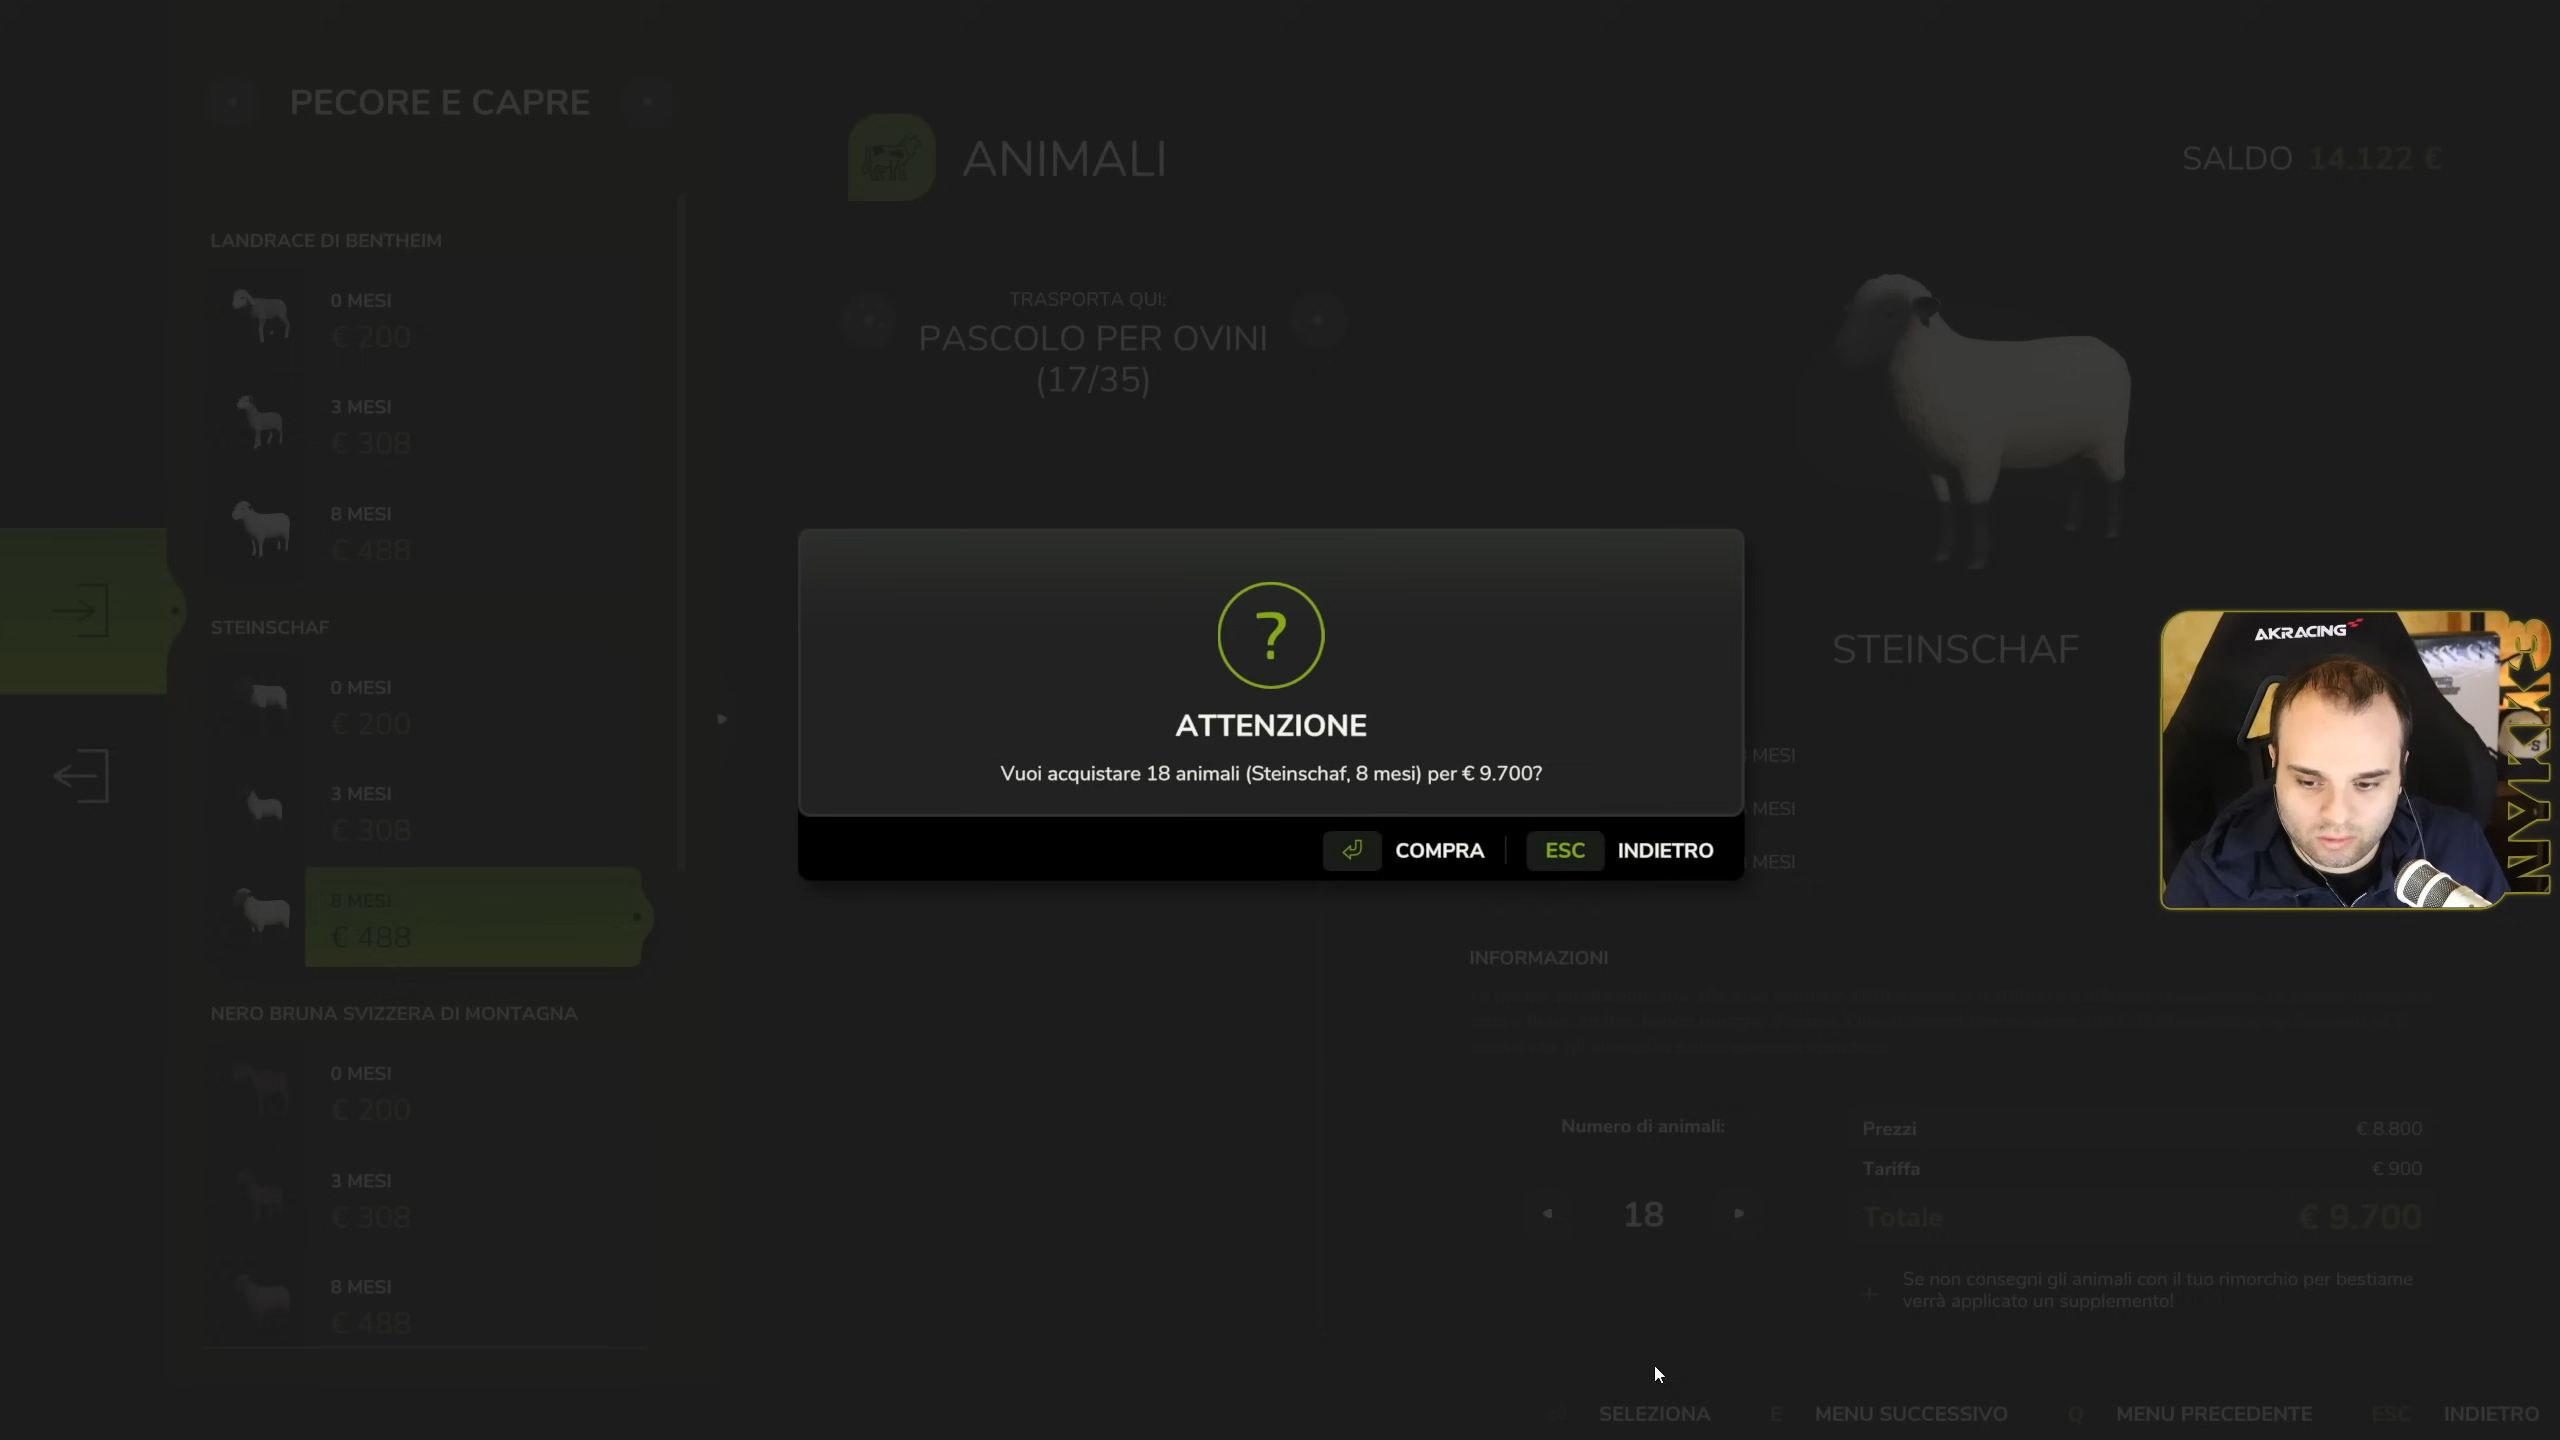 PECORE E CAPRE
ANIMALI
SALDO 14.122 €
LANDRACE DI BENTHEIM
0 MESI
€ 200
3 MESI
€ 308
8 MESI
€ 488
TRASPORTA QUI:
PASCOLO PER OVINI
(17/35)
STEINSCHAF
0 MESI
€ 200
3 MESI
€ 308
8 MESI
€ 488
NERO BRUNA SVIZZERA DI MONTAGNA
0 MESI
€ 200
3 MESI
€ 308
8 MESI
€ 488
?
ATTENZIONE
Vuoi acquistare 18 animali (Steinschaf, 8 mesi) per € 9.700?
COMPRA
ESC INDIETRO
STEINSCHAF
MESI
MESI
MESI
AKRACING
INFORMAZIONI
Numero di animali:
18
Prezzi € 8.800
Tariffa € 900
Totale € 9.700
+ Se non consegni gli animali con il tuo rimorchio per bestiame
verrà applicato un supplemento!
SELEZIONA E MENU SUCCESSIVO Q MENU PRECEDENTE ESC INDIETRO